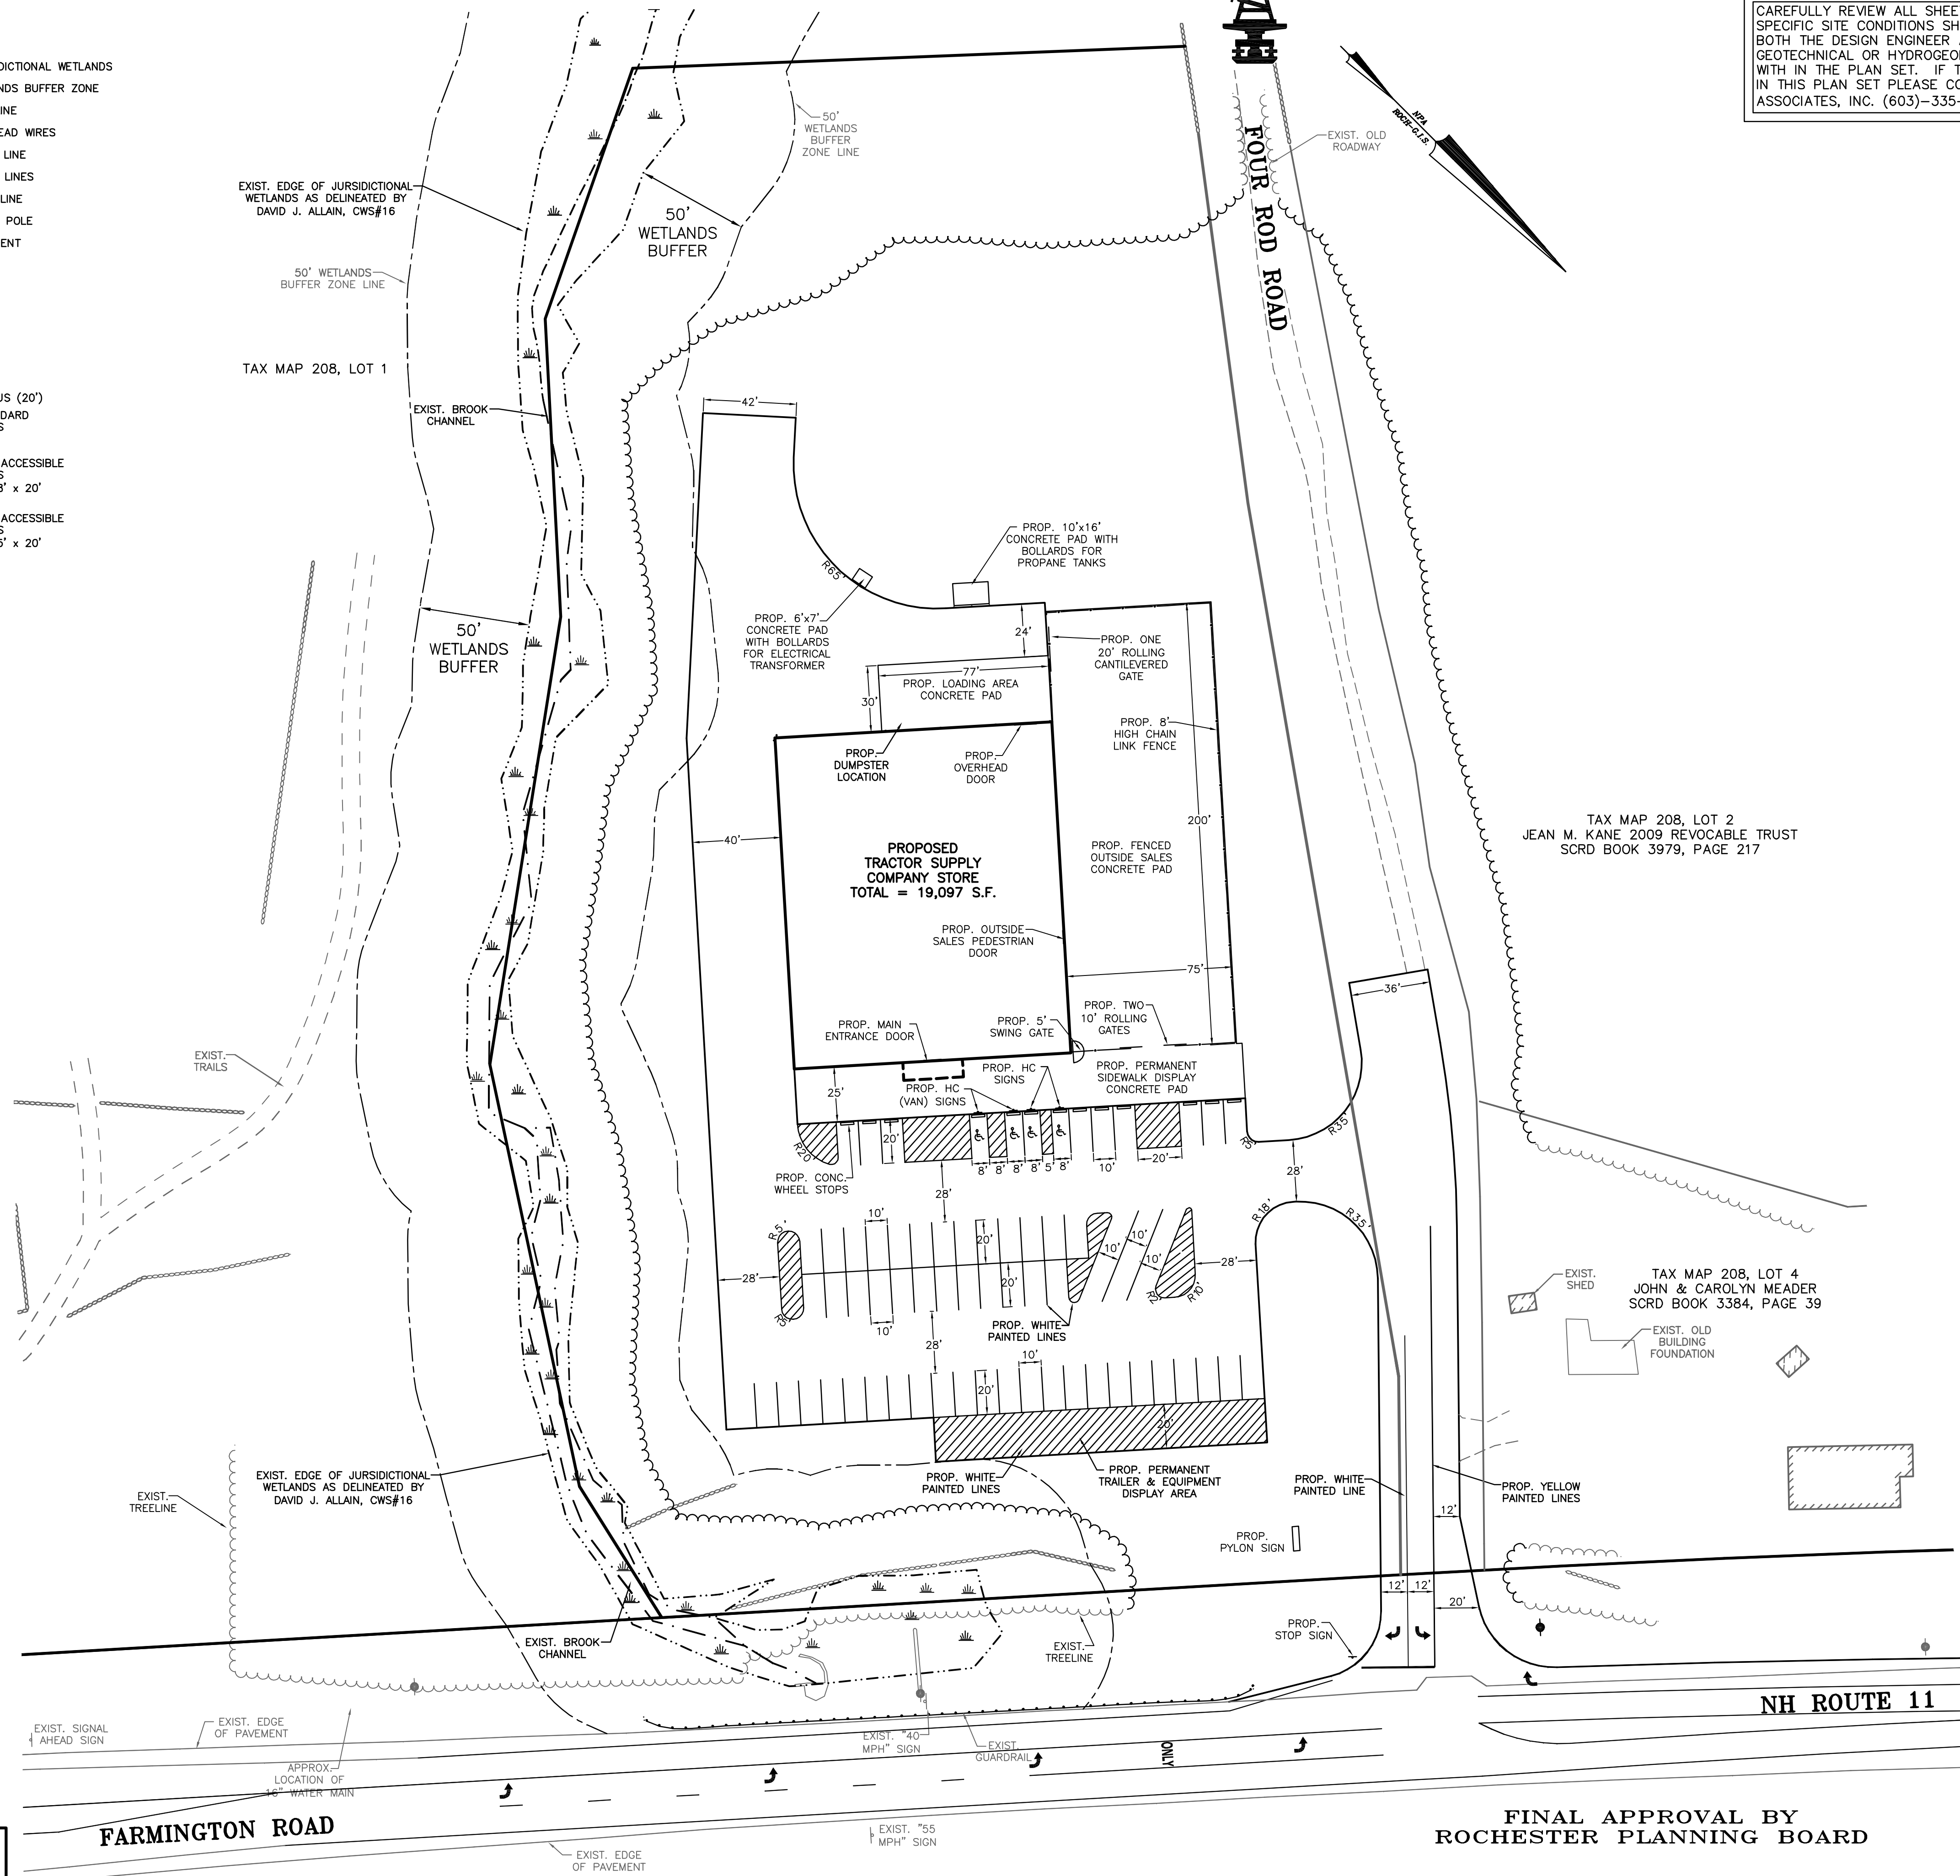 CAREFULLY REVIEW ALL SHEE
SPECIFIC SITE CONDITIONS SH
BOTH THE DESIGN ENGINEER
GEOTECHNICAL OR HYDROGEO
WITH IN THE PLAN SET. IF T
IN THIS PLAN SET PLEASE CO
ASSOCIATES, INC. (603)-335-
DICTIONAL WETLANDS
NDS BUFFER ZONE
INE
EAD WIRES
LINE
LINES
LINE
POLE
ENT
US (20')
DARD
S
ACCESSIBLE
S
8' x 20'
ACCESSIBLE
S
5' x 20'
NPA
ROCH-G.I.S.
50'
WETLANDS
BUFFER
ZONE LINE
EXIST. OLD
ROADWAY
FOUR ROD ROAD
EXIST. EDGE OF JURSIDICTIONAL
WETLANDS AS DELINEATED BY
DAVID J. ALLAIN, CWS#16
50'
WETLANDS
BUFFER
50' WETLANDS
BUFFER ZONE LINE
TAX MAP 208, LOT 1
EXIST. BROOK
CHANNEL
42'
R65'
PROP. 10'x16'
CONCRETE PAD WITH
BOLLARDS FOR
PROPANE TANKS
PROP. 6'x7'
CONCRETE PAD
WITH BOLLARDS
FOR ELECTRICAL
TRANSFORMER
50'
WETLANDS
BUFFER
24'
PROP. ONE
20' ROLLING
CANTILEVERED
GATE
77'
PROP. LOADING AREA
CONCRETE PAD
30'
PROP. 8'
HIGH CHAIN
LINK FENCE
PROP.
DUMPSTER
LOCATION
PROP.
OVERHEAD
DOOR
200'
40'
PROPOSED
TRACTOR SUPPLY
COMPANY STORE
TOTAL = 19,097 S.F.
PROP. FENCED
OUTSIDE SALES
CONCRETE PAD
TAX MAP 208, LOT 2
JEAN M. KANE 2009 REVOCABLE TRUST
SCRD BOOK 3979, PAGE 217
PROP. OUTSIDE
SALES PEDESTRIAN
DOOR
75'
36'
PROP. MAIN
ENTRANCE DOOR
PROP. 5'
SWING GATE
PROP. TWO
10' ROLLING
GATES
EXIST.
TRAILS
25'
PROP. HC
(VAN) SIGNS
PROP. HC
SIGNS
PROP. PERMANENT
SIDEWALK DISPLAY
CONCRETE PAD
R20'
20'
8'
8'
8'
8'
5'
8'
10'
20'
R5'
R35'
PROP. CONC.
WHEEL STOPS
28'
28'
R18'
R35'
R5'
10'
20'
10'
10'
10'
28'
20'
28'
R5'
10'
R2'
R10'
PROP. WHITE
PAINTED LINES
EXIST.
SHED
TAX MAP 208, LOT 4
JOHN & CAROLYN MEADER
SCRD BOOK 3384, PAGE 39
EXIST. OLD
BUILDING
FOUNDATION
28'
10'
20'
20'
EXIST. EDGE OF JURSIDICTIONAL
WETLANDS AS DELINEATED BY
DAVID J. ALLAIN, CWS#16
EXIST.
TREELINE
PROP. WHITE
PAINTED LINES
PROP. PERMANENT
TRAILER & EQUIPMENT
DISPLAY AREA
PROP. WHITE
PAINTED LINE
PROP. YELLOW
PAINTED LINES
12'
PROP.
PYLON SIGN
12'
12'
20'
PROP.
STOP SIGN
EXIST. BROOK
CHANNEL
EXIST.
TREELINE
NH ROUTE 11
EXIST. SIGNAL
AHEAD SIGN
EXIST. EDGE
OF PAVEMENT
APPROX.
LOCATION OF
16" WATER MAIN
EXIST. "40
MPH" SIGN
EXIST.
GUARDRAIL
ONLY
FARMINGTON ROAD
EXIST. "55
MPH" SIGN
EXIST. EDGE
OF PAVEMENT
FINAL APPROVAL BY
ROCHESTER PLANNING BOARD